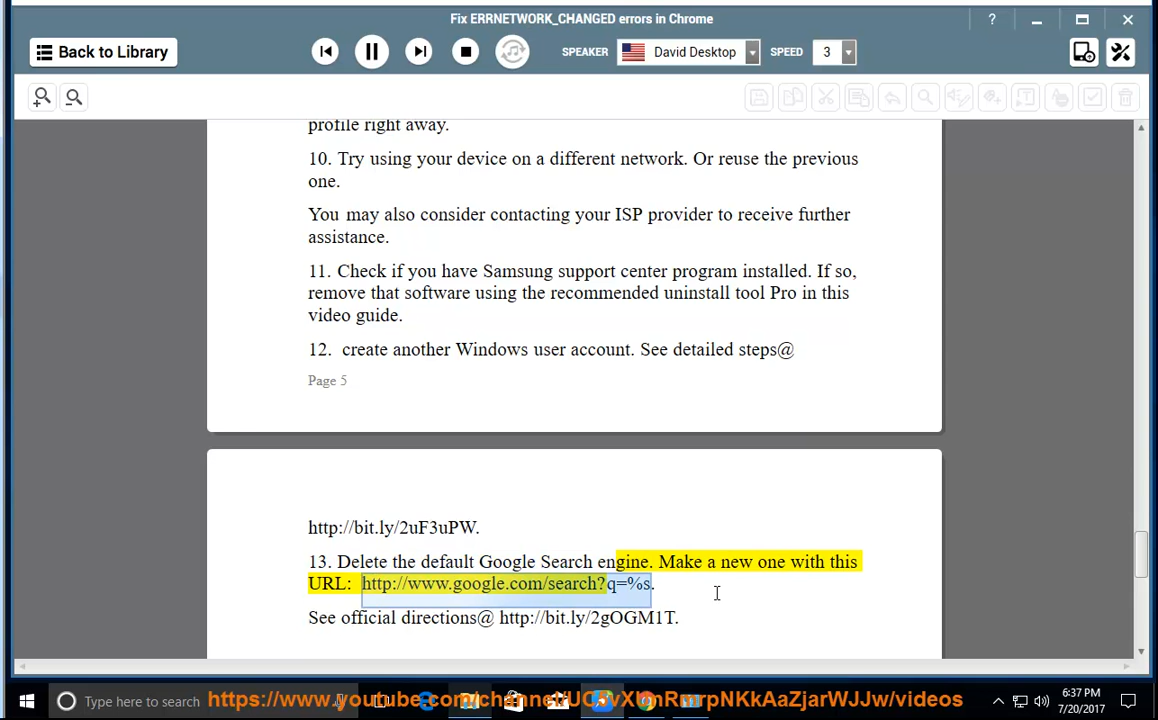 Fix ERRNETWORK_CHANGED errors in Chrome
Back to Library
SPEAKER
David Desktop
SPEED
3
profile right away.
10. Try using your device on a different network. Or reuse the previous
one.
You may also consider contacting your ISP provider to receive further
assistance.
11. Check if you have Samsung support center program installed. If so,
remove that software using the recommended uninstall tool Pro in this
video guide.
12. create another Windows user account. See detailed steps@
Page 5
http://bit.ly/2uF3uPW.
13. Delete the default Google Search engine. Make a new one with this
URL: http://www.google.com/search?q=%s.
See official directions@ http://bit.ly/2gOGM1T.
Type here to search
6:37 PM
7/20/2017